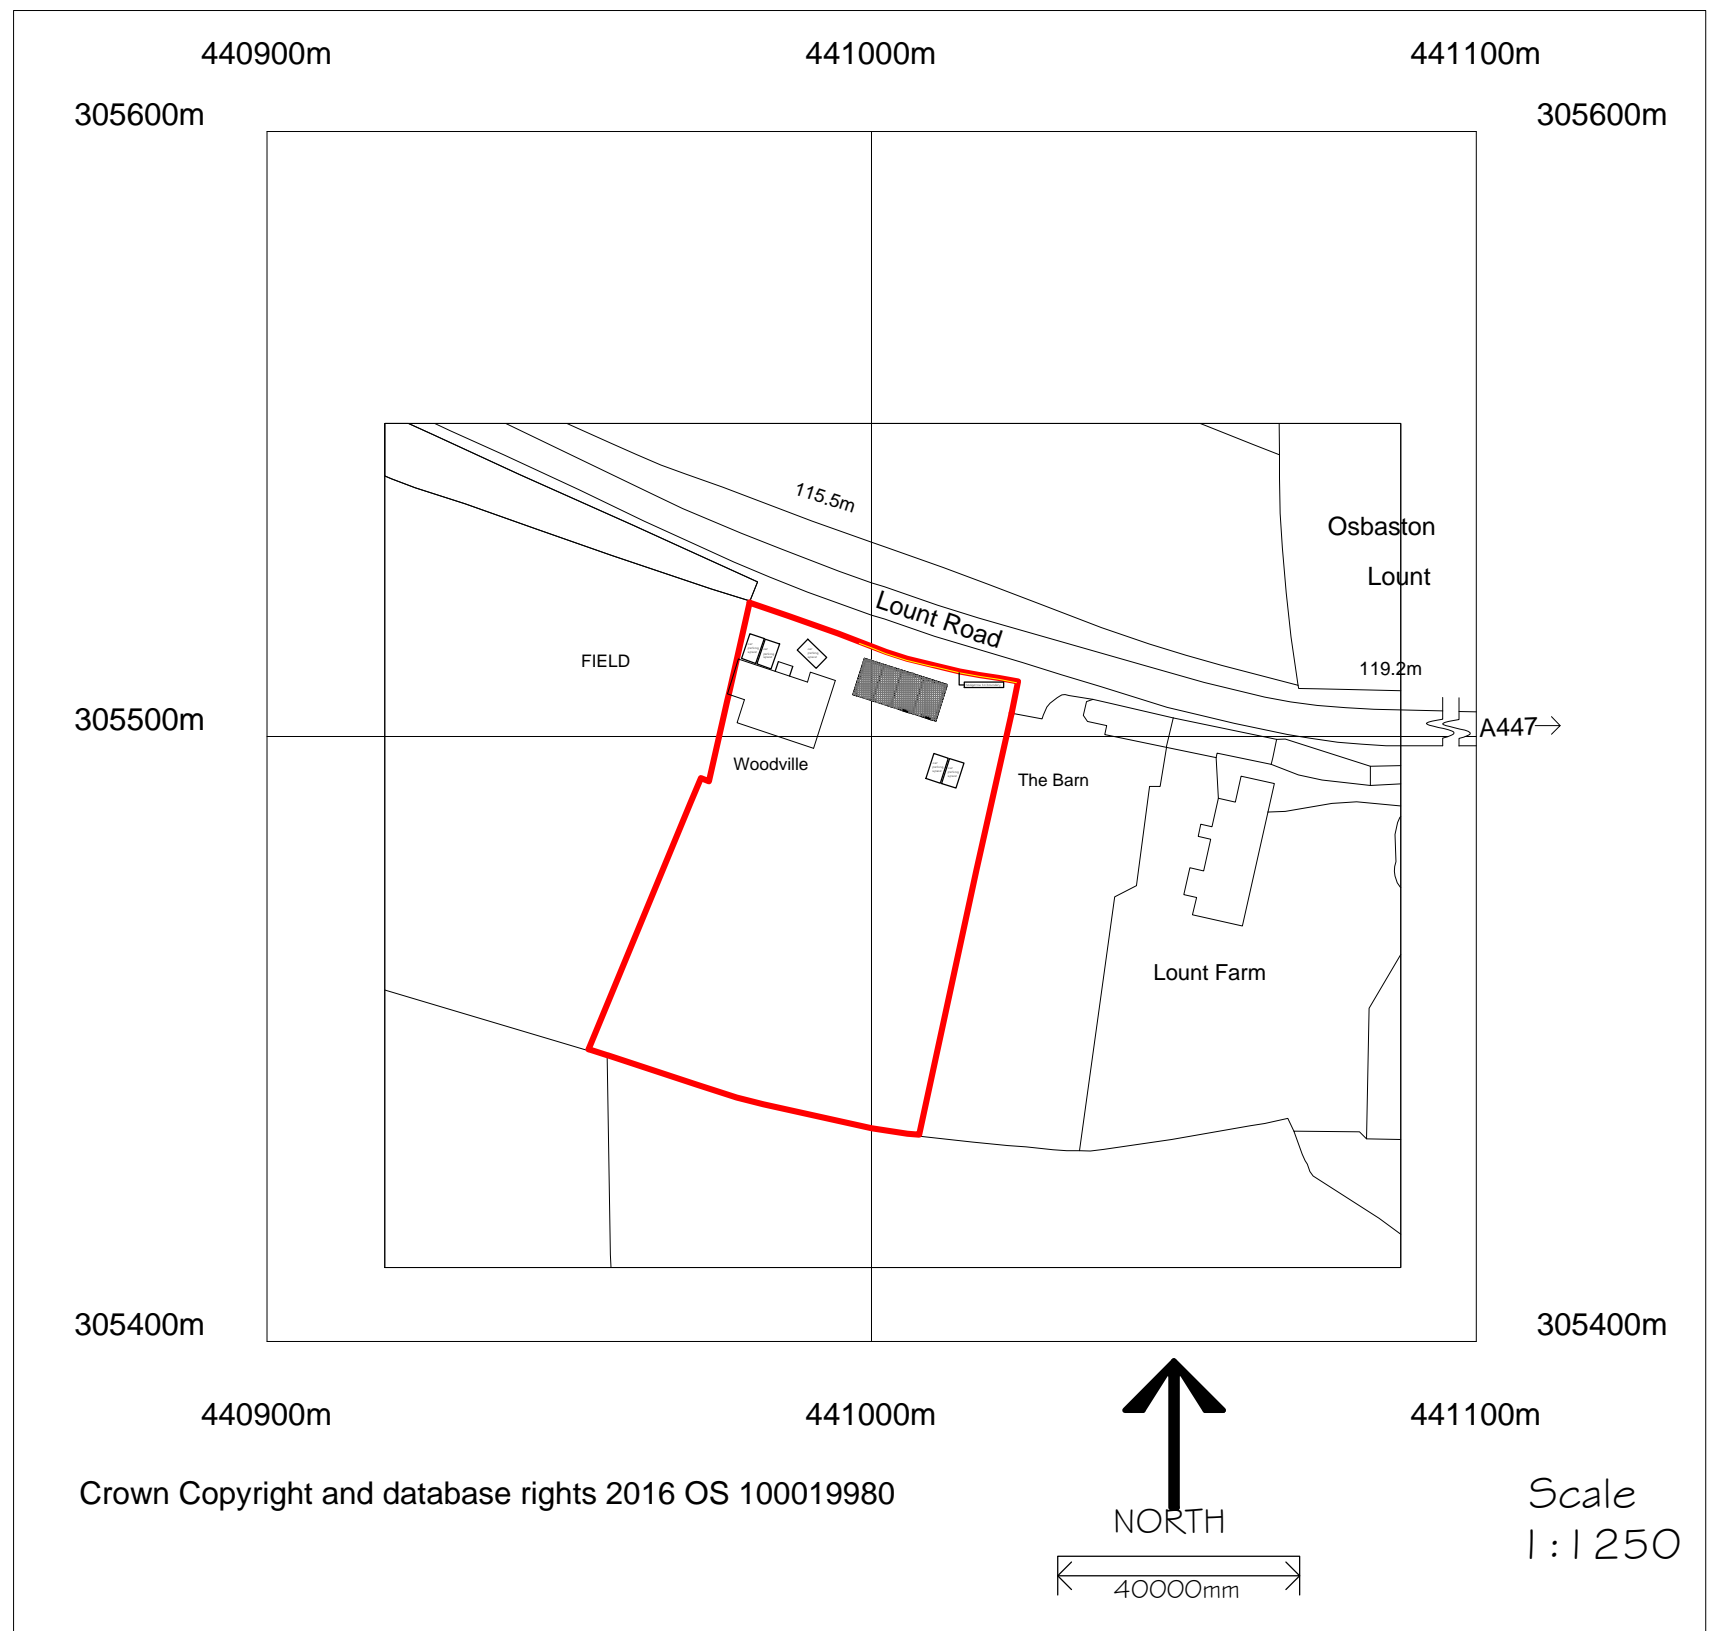 440900m 441000m 441100m
305600m 305600m
115.5m
Osbaston
Lount
Lount Road
FIELD
119.2m
305500m
A447
Woodville
The Barn
Lount Farm
305400m 305400m
440900m 441000m 441100m
Crown Copyright and database rights 2016 OS 100019980
NORTH
40000mm
Scale
1:1250